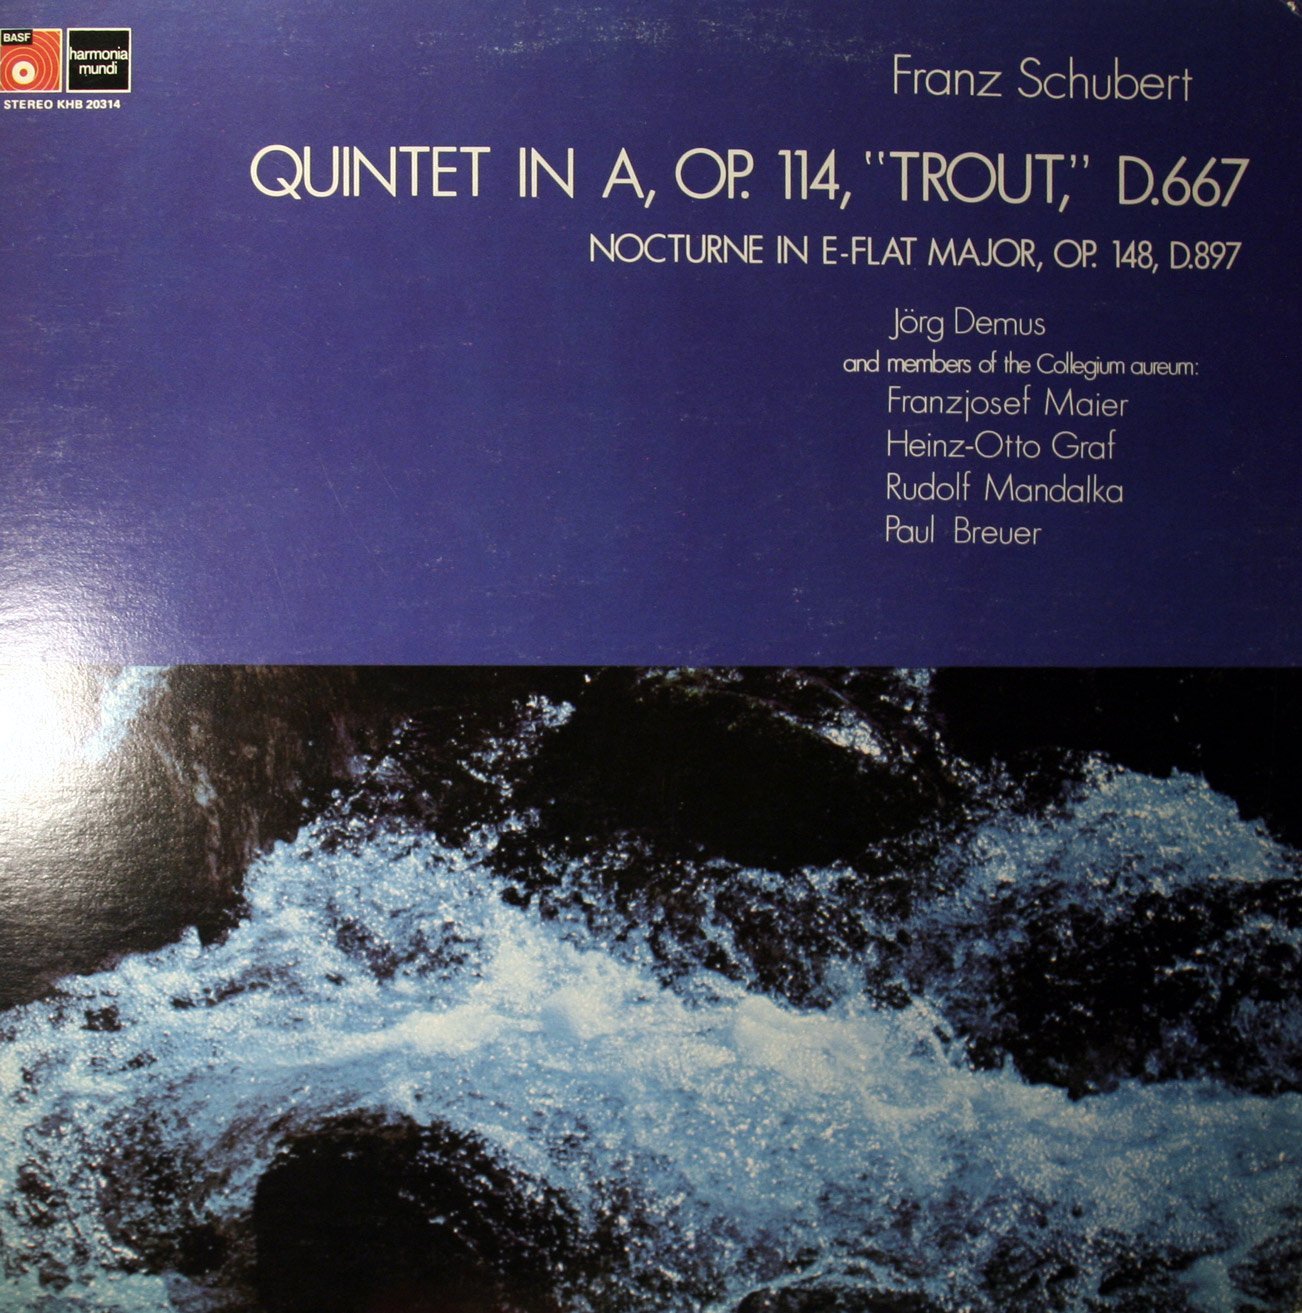 BASF
harmonia
mundi
STEREO KHB 20314
Franz Schubert
QUINTET IN A, OP. 114, "TROUT," D.667
NOCTURNE IN E-FLAT MAJOR, OP. 148, D.897
Jörg Demus
and members of the Collegium aureum:
Franzjosef Maier
Heinz-Otto Graf
Rudolf Mandalka
Paul Breuer